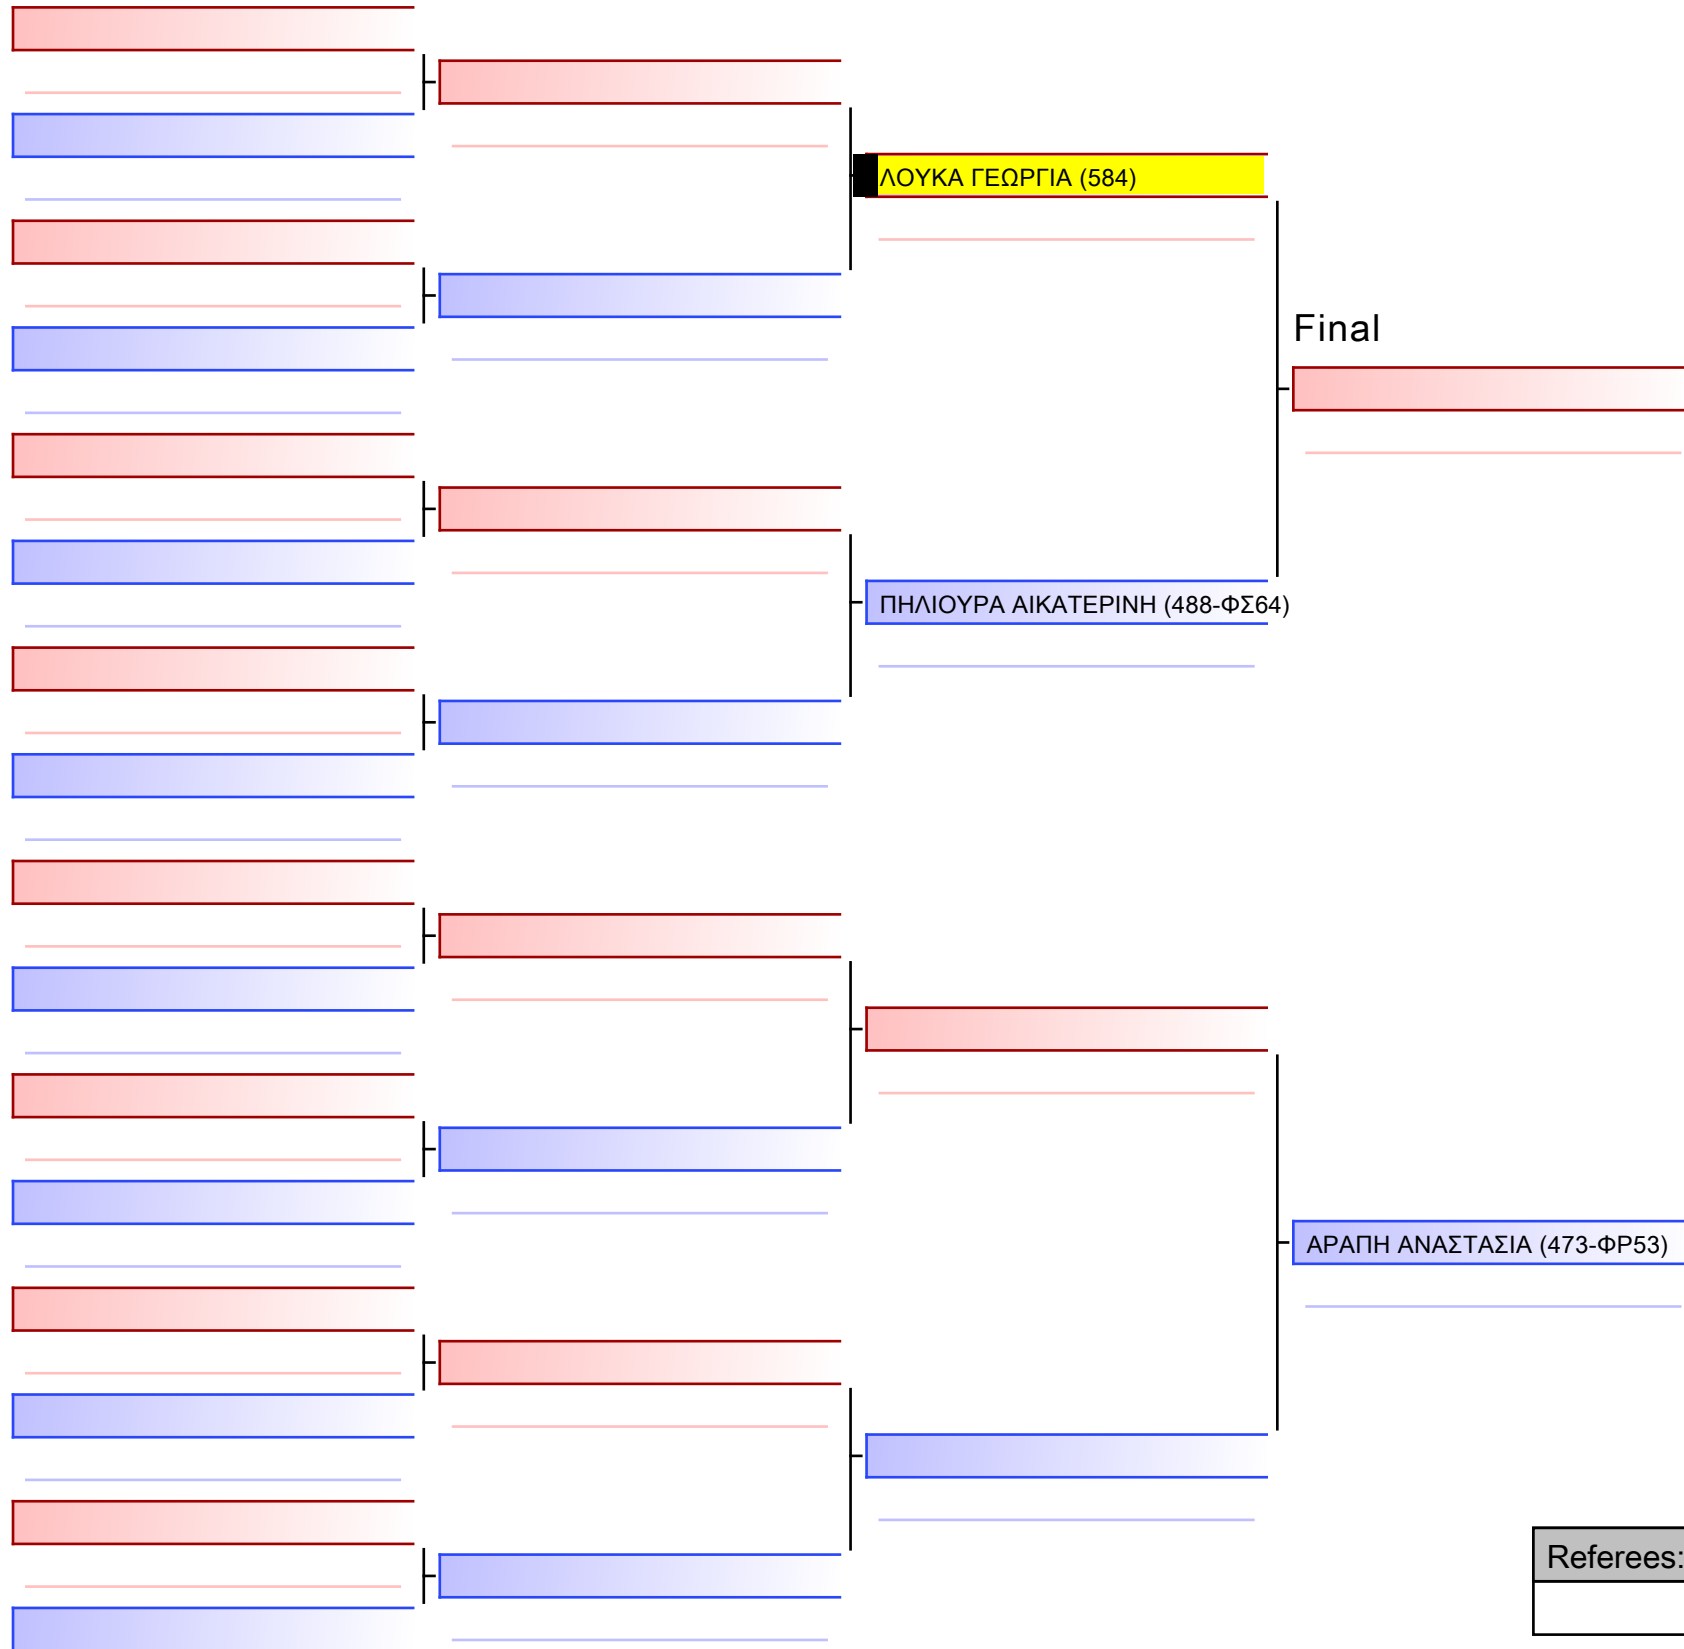 ΛΟΥΚΑ ΓΕΩΡΓΙΑ (584)
Final
ΠΗΛΙΟΥΡΑ ΑΙΚΑΤΕΡΙΝΗ (488-ΦΣ64)
ΑΡΑΠΗ ΑΝΑΣΤΑΣΙΑ (473-ΦΡ53)
Referees: